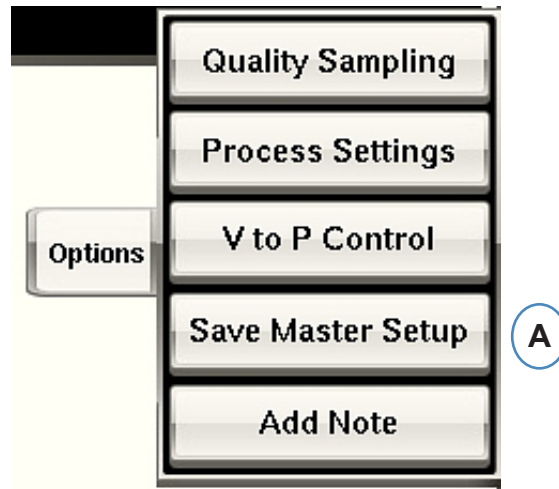 Quality Sampling
Process Settings
Options
V to P Control
Save Master Setup
A
Add Note